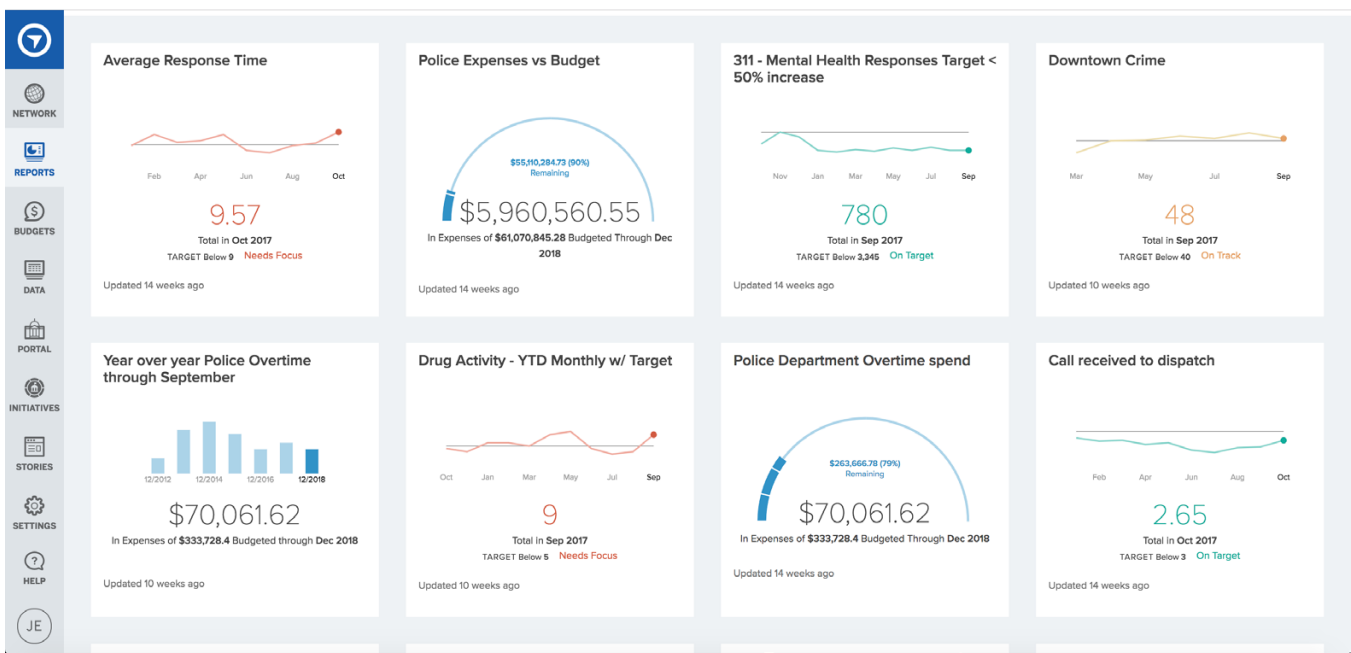 NETWORK
REPORTS
BUDGETS
DATA
PORTAL
INITIATIVES
STORIES
SETTINGS
?
HELP
JE
Average Response Time
Feb Apr Jun Aug Oct
9.57
Total in Oct 2017
TARGET Below 9 Needs Focus
Updated 14 weeks ago
Police Expenses vs Budget
$55,110,284.73 (90%)
Remaining
$5,960,560.55
In Expenses of $61,070,845.28 Budgeted Through Dec
2018
Updated 14 weeks ago
311 - Mental Health Responses Target <
50% increase
Nov Jan Mar May Jul Sep
780
Total in Sep 2017
TARGET Below 3,345 On Target
Updated 14 weeks ago
Downtown Crime
Mar May Jul Sep
48
Total in Sep 2017
TARGET Below 40 On Track
Updated 10 weeks ago
Year over year Police Overtime
through September
12/2012 12/2014 12/2016 12/2018
$70,061.62
In Expenses of $333,728.4 Budgeted through Dec 2018
Updated 10 weeks ago
Drug Activity - YTD Monthly w/ Target
Oct Jan Mar May Jul Sep
9
Total in Sep 2017
TARGET Below 5 Needs Focus
Updated 10 weeks ago
Police Department Overtime spend
$263,666.78 (79%)
Remaining
$70,061.62
In Expenses of $333,728.4 Budgeted Through Dec 2018
Updated 14 weeks ago
Call received to dispatch
Feb Apr Jun Aug Oct
2.65
Total in Oct 2017
TARGET Below 3 On Target
Updated 14 weeks ago